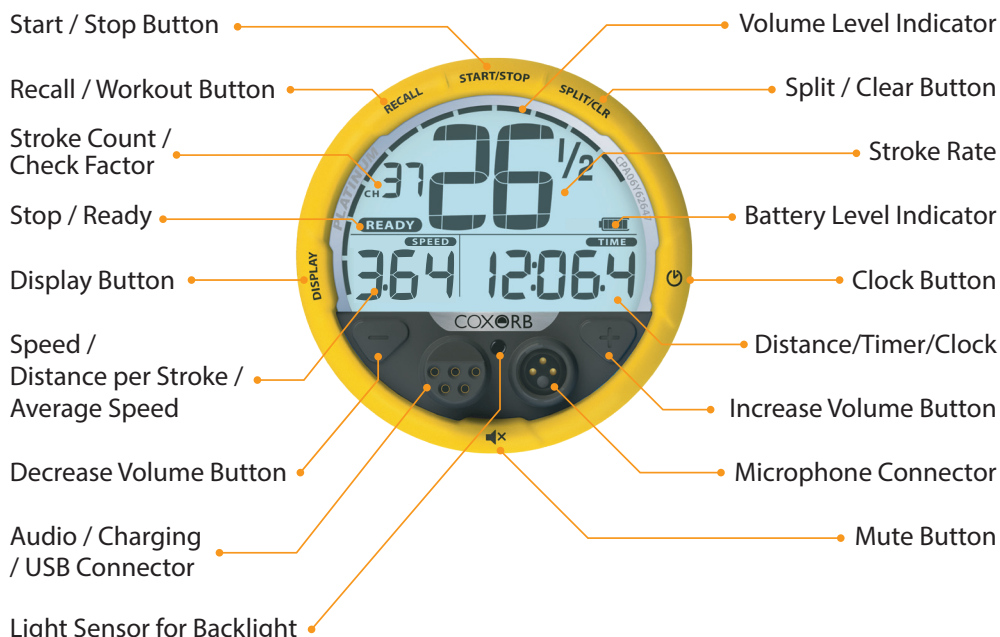 Start / Stop Button
Volume Level Indicator
Recall / Workout Button
Split / Clear Button
Stroke Count /
Check Factor
Stroke Rate
Stop / Ready
Battery Level Indicator
Display Button
Clock Button
Speed /
Distance per Stroke /
Average Speed
Distance/Timer/Clock
Increase Volume Button
Decrease Volume Button
Microphone Connector
Audio / Charging
/ USB Connector
Mute Button
Light Sensor for Backlight
RECALL
START/STOP
SPLIT/CLR
PLATINUM
CPA06Y62647
CH 37
26 1/2
READY
SPEED
TIME
3:64
12:06:4
DISPLAY
COXORB